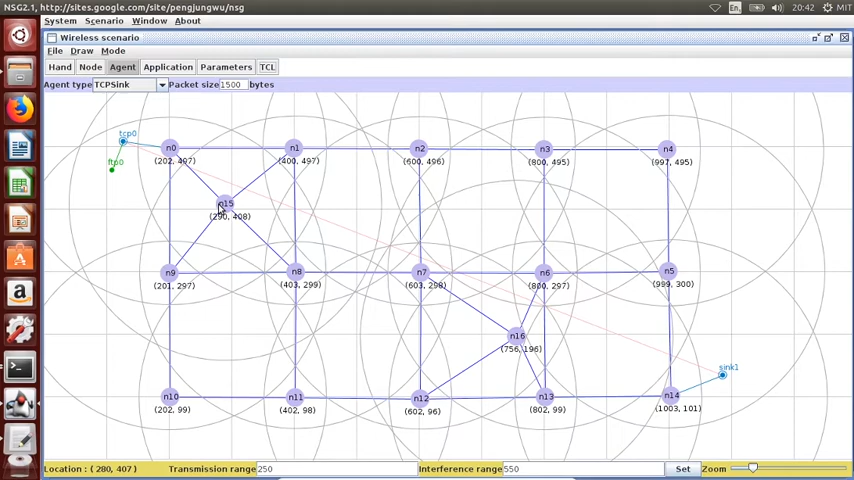 NSG2.1, http://sites.google.com/site/pengjungwu/nsg
En
20:42
MIT
System Scenario Window About
Wireless scenario
File Draw Mode
Hand Node Agent Application Parameters TCL
Agent type TCPSink Packet size 1500 bytes
tcp0
ftp0
n0 n1 n2 n3 n4
(202, 497) (400, 497) (600, 496) (800, 495) (997, 495)
n15
(290, 408)
n9 n8 n7 n6 n5
(201, 297) (403, 299) (603, 298) (800, 297) (999, 300)
n16
(756, 196)
sink1
n10 n11 n12 n13 n14
(202, 99) (402, 98) (602, 96) (802, 99) (1003, 101)
Location : ( 280, 407 ) Transmission range 250 Interference range 550 Set Zoom